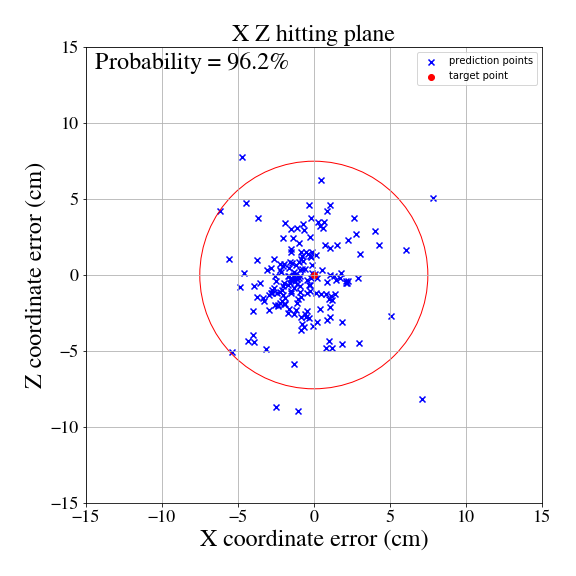 X Z hitting plane
Probability = 96.2%
prediction points
target point
15
10
5
0
−5
−10
−15
Z coordinate error (cm)
−15 −10 −5 0 5 10 15
X coordinate error (cm)